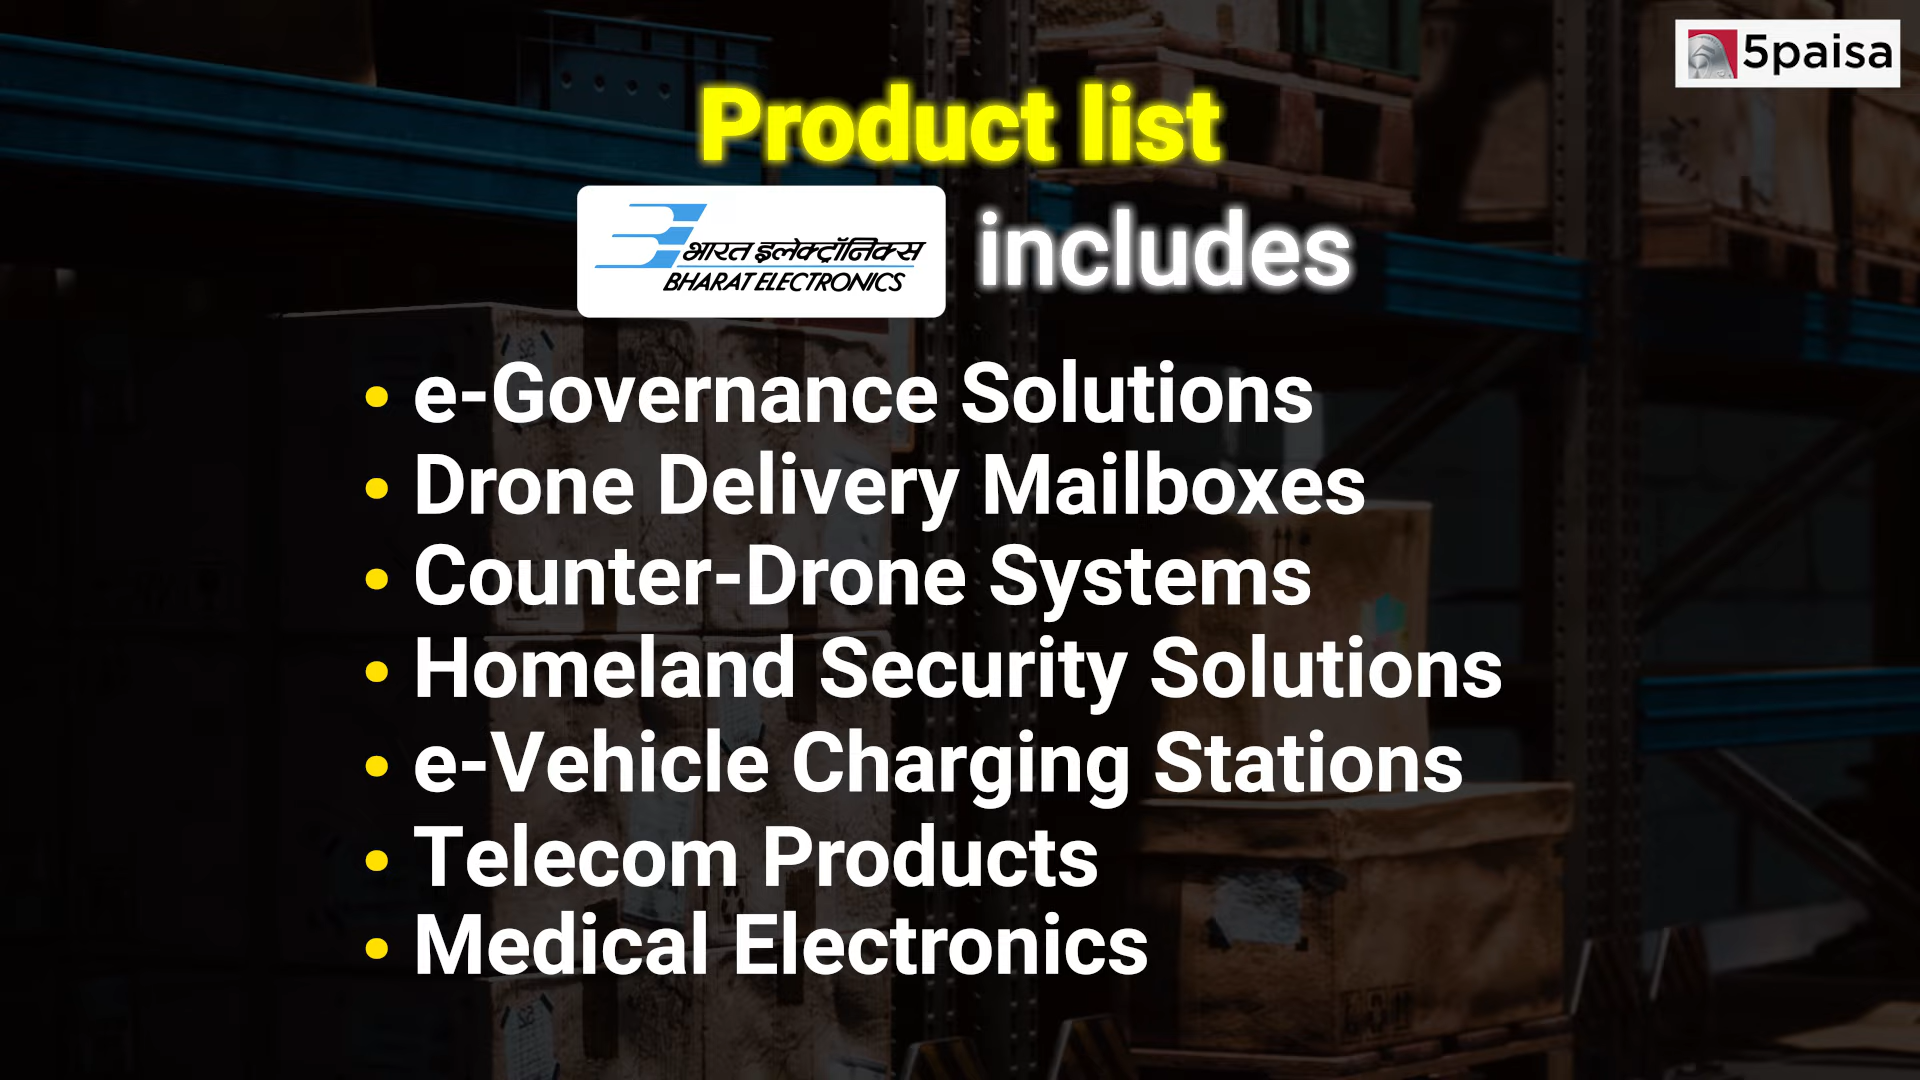 5paisa
Product list
भारत इलेक्ट्रॉनिक्स
BHARAT ELECTRONICS
includes
• e-Governance Solutions
• Drone Delivery Mailboxes
• Counter-Drone Systems
• Homeland Security Solutions
• e-Vehicle Charging Stations
• Telecom Products
• Medical Electronics